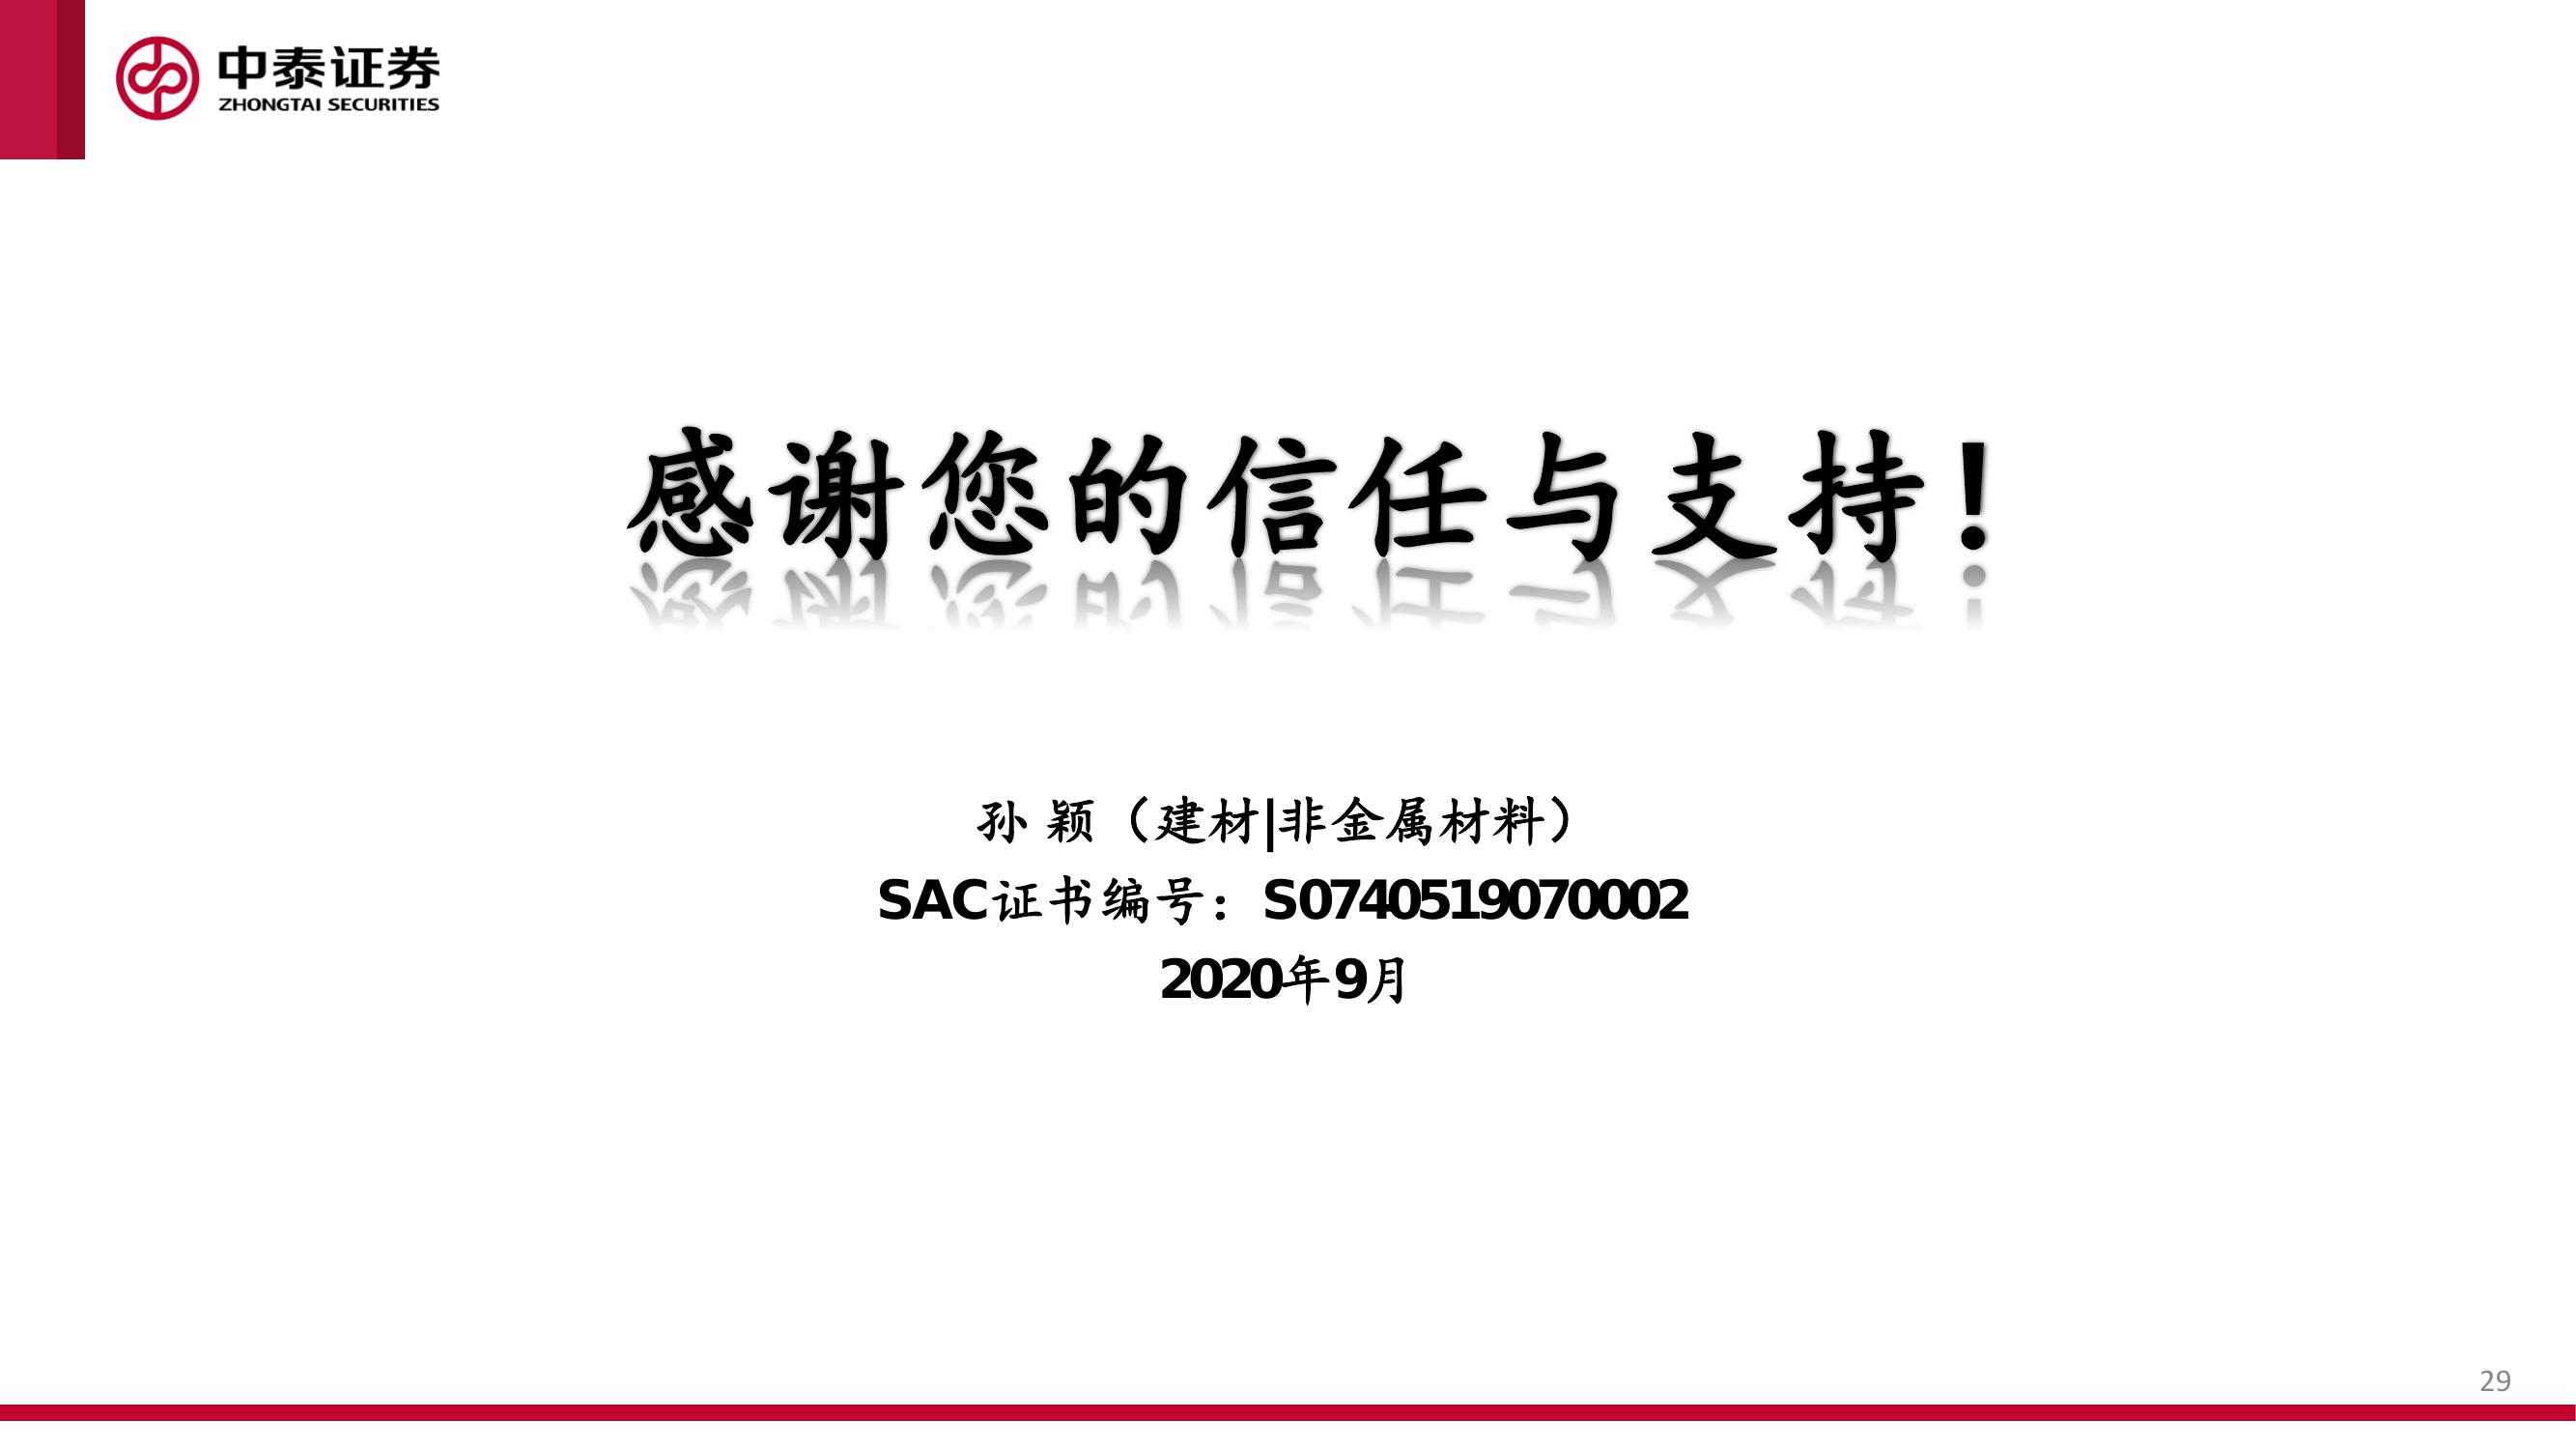 中泰证券
ZHONGTAI SECURITIES
感谢您的信任与支持！
孙 颖（建材|非金属材料）
SAC证书编号：S0740519070002
2020年9月
29